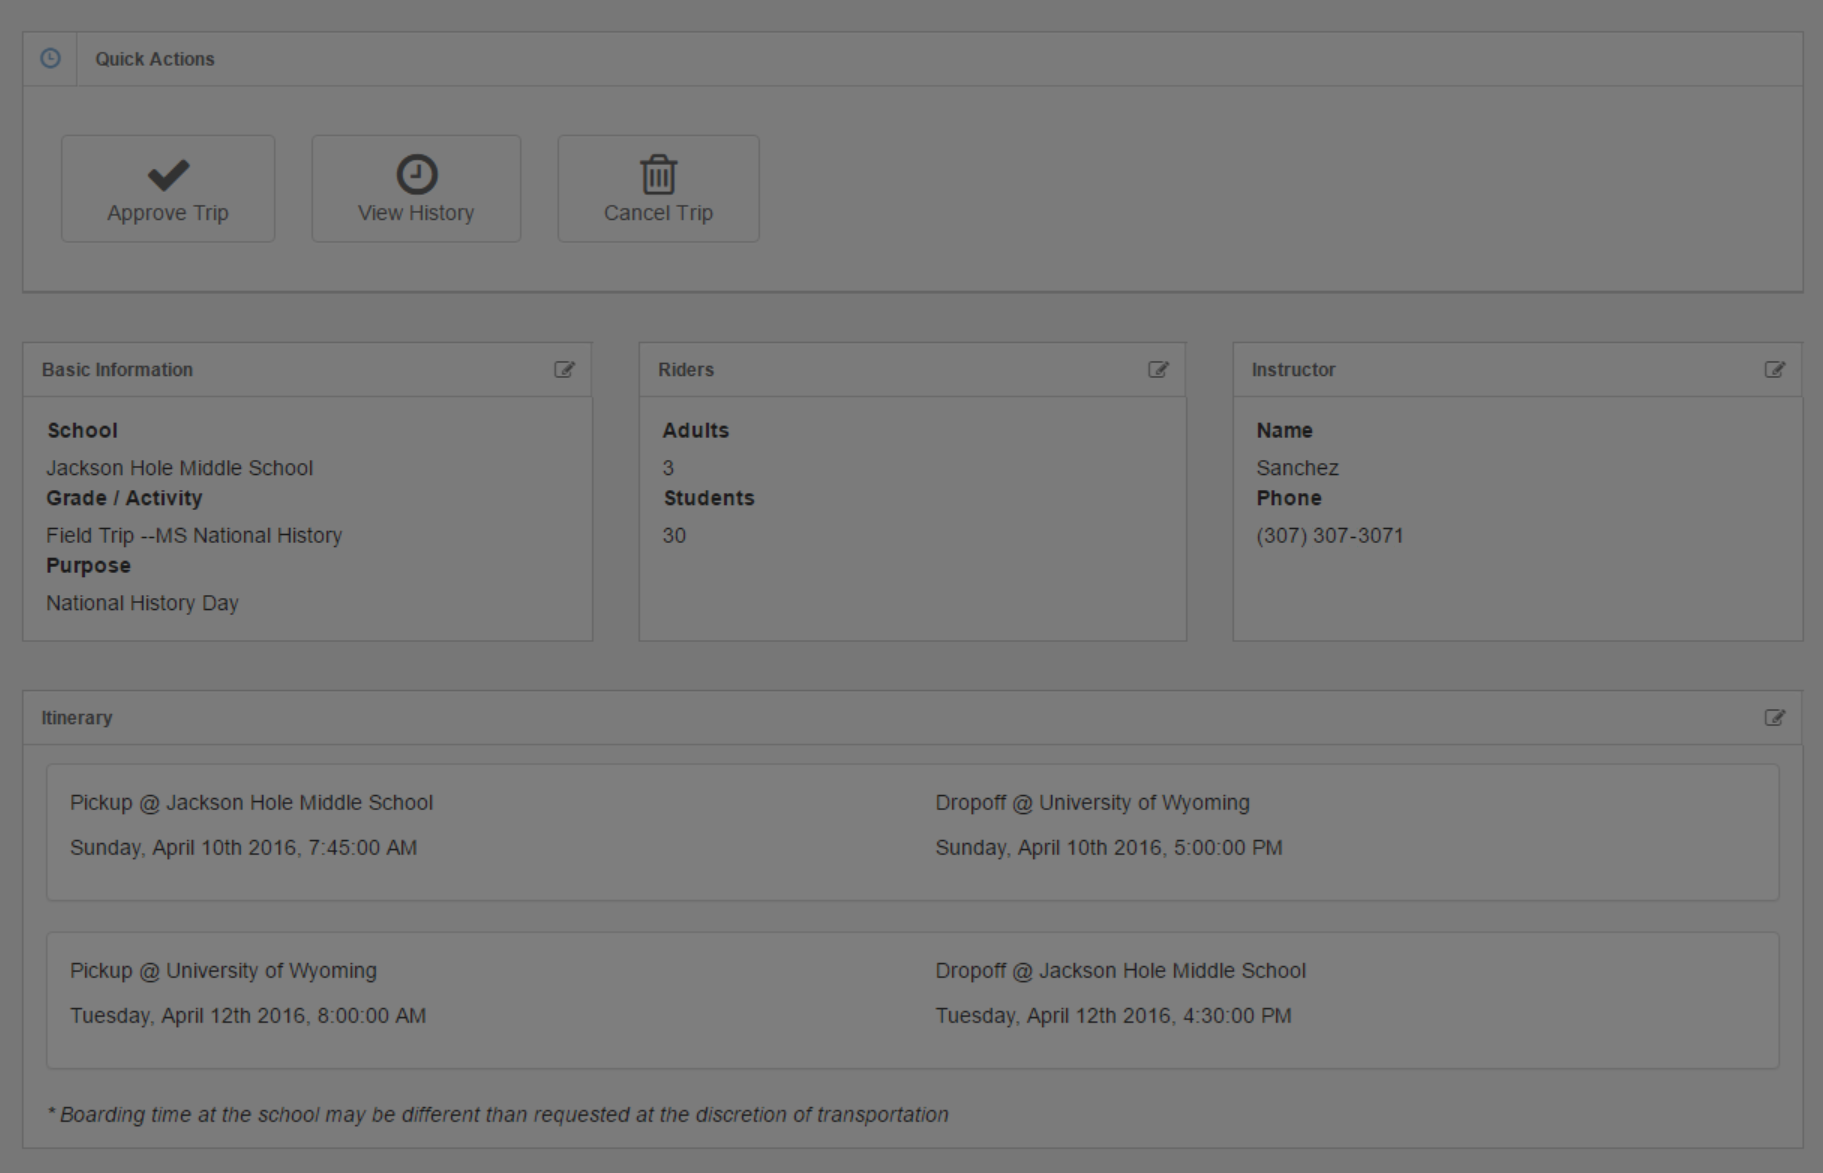 Quick Actions
Approve Trip
View History
Cancel Trip
Basic Information
School
Jackson Hole Middle School
Grade / Activity
Field Trip --MS National History
Purpose
National History Day
Riders
Adults
3
Students
30
Instructor
Name
Sanchez
Phone
(307) 307-3071
Itinerary
Pickup @ Jackson Hole Middle School
Sunday, April 10th 2016, 7:45:00 AM
Dropoff @ University of Wyoming
Sunday, April 10th 2016, 5:00:00 PM
Pickup @ University of Wyoming
Tuesday, April 12th 2016, 8:00:00 AM
Dropoff @ Jackson Hole Middle School
Tuesday, April 12th 2016, 4:30:00 PM
* Boarding time at the school may be different than requested at the discretion of transportation